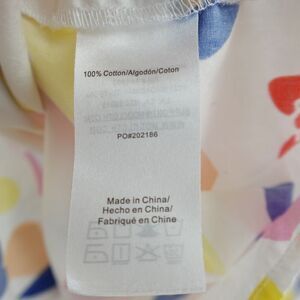 100% Cotton/Algodón/Coton
PO#202186
Made in China/
Hecho en China/
Fabriqué en Chine